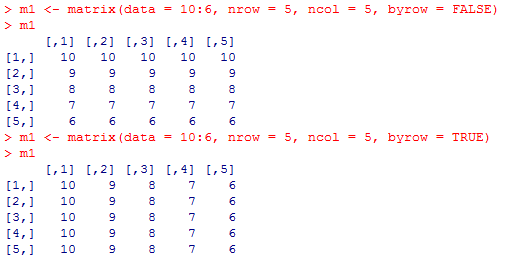 > m1 <- matrix(data = 10:6, nrow = 5, ncol = 5, byrow = FALSE)
> m1
     [,1] [,2] [,3] [,4] [,5]
[1,]   10   10   10   10   10
[2,]    9    9    9    9    9
[3,]    8    8    8    8    8
[4,]    7    7    7    7    7
[5,]    6    6    6    6    6
> m1 <- matrix(data = 10:6, nrow = 5, ncol = 5, byrow = TRUE)
> m1
     [,1] [,2] [,3] [,4] [,5]
[1,]   10    9    8    7    6
[2,]   10    9    8    7    6
[3,]   10    9    8    7    6
[4,]   10    9    8    7    6
[5,]   10    9    8    7    6